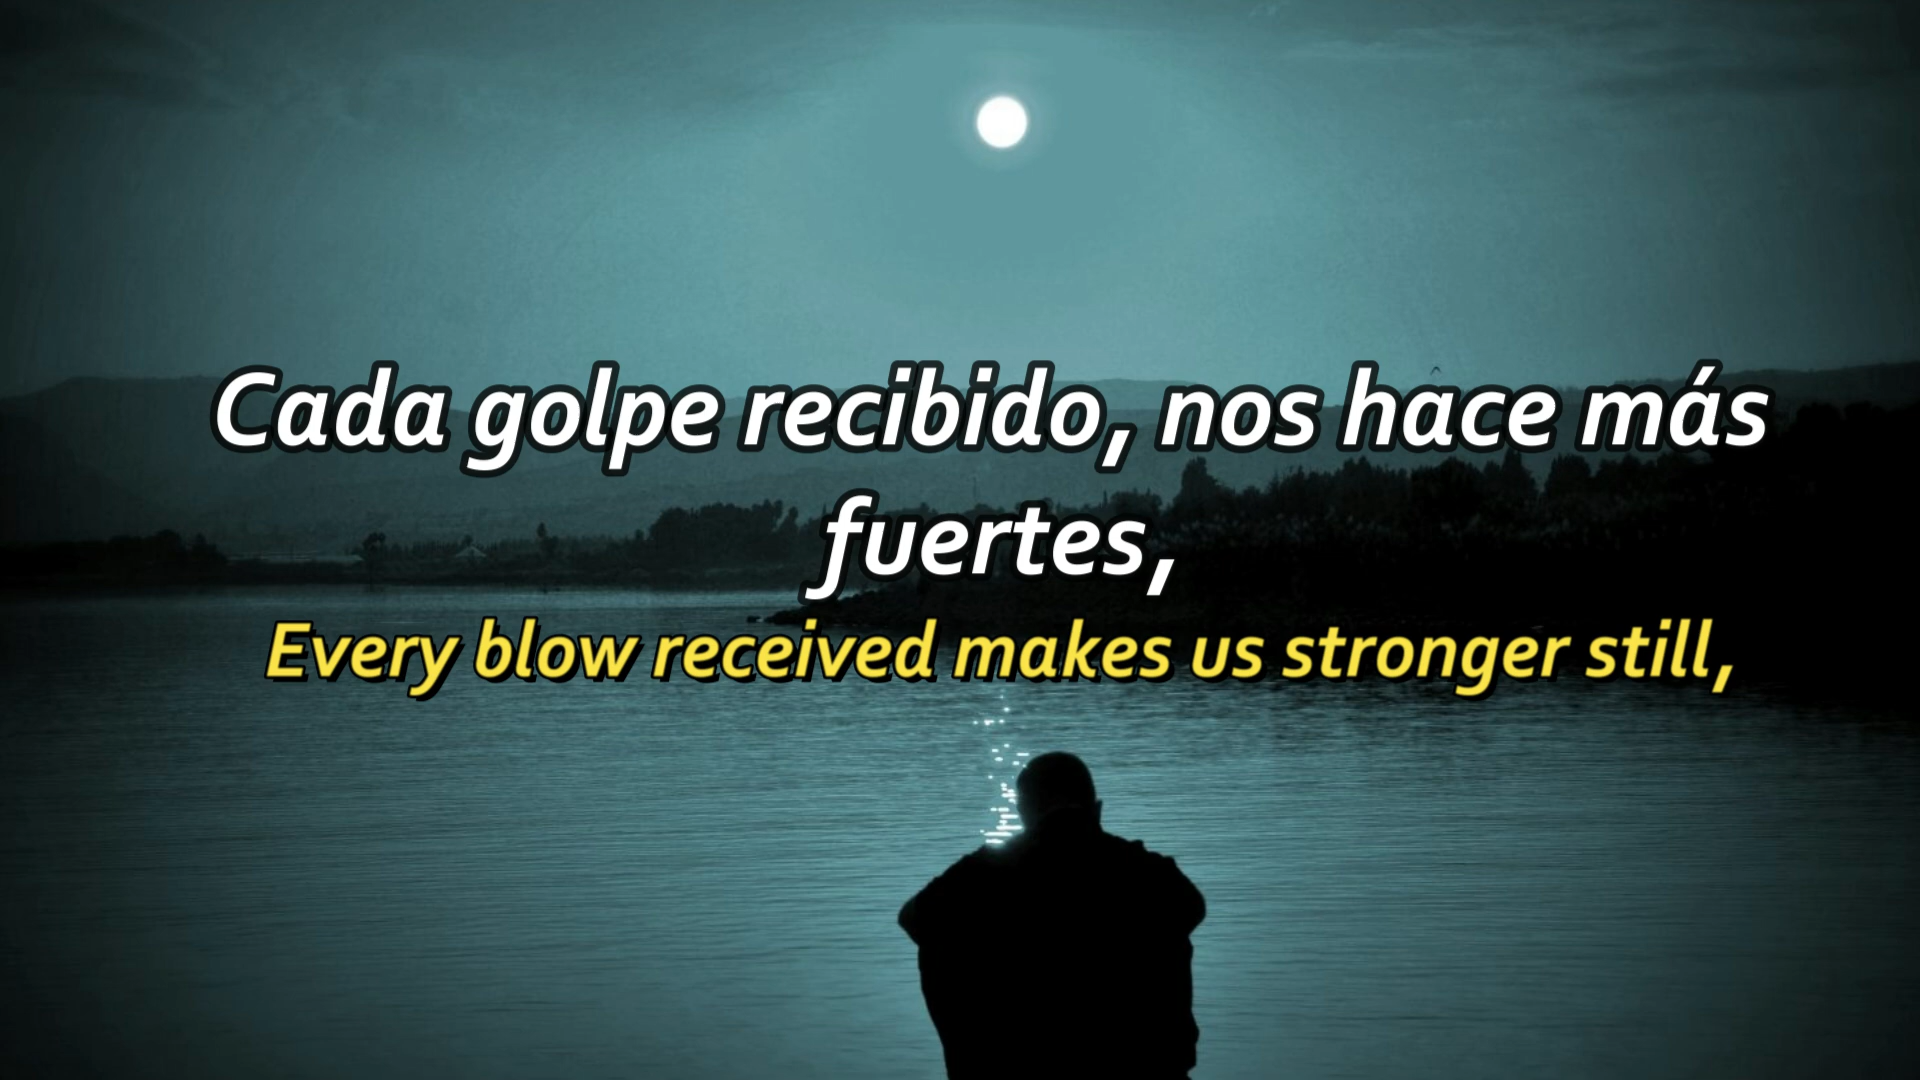 Cada golpe recibido, nos hace más
fuertes,
Every blow received makes us stronger still,